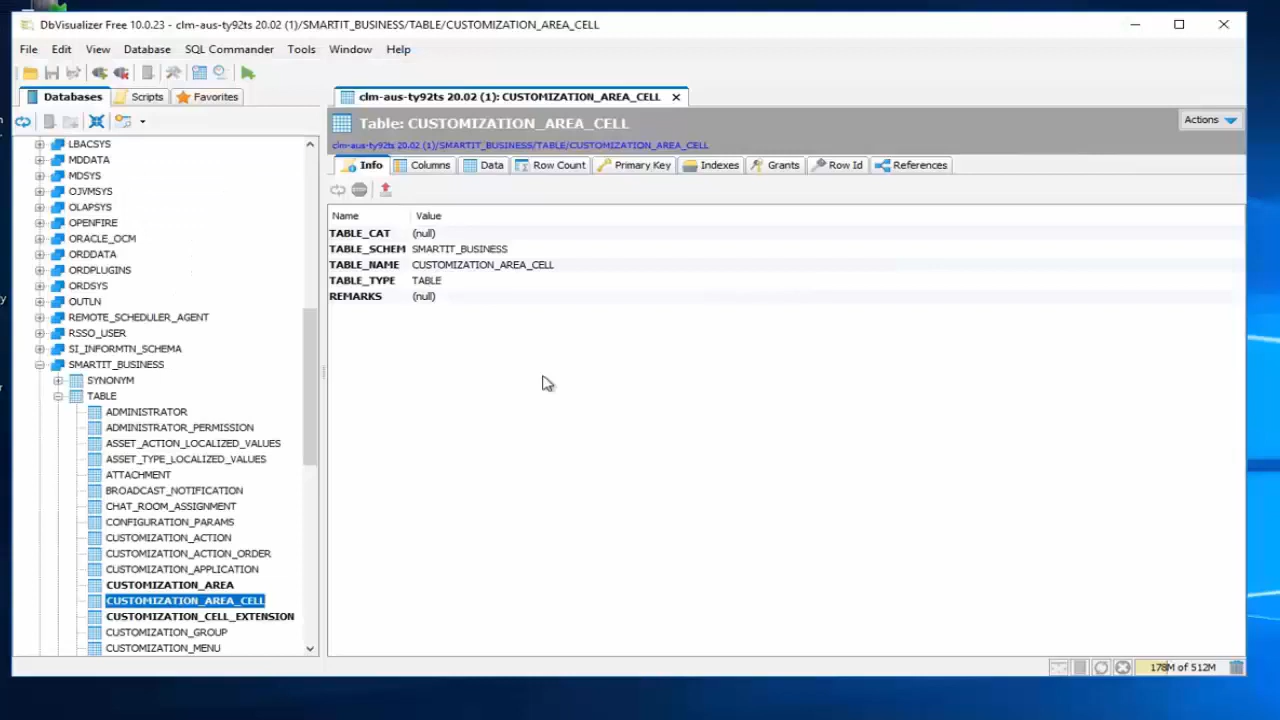 DbVisualizer Free 10.0.23 - clm-aus-ty92ts 20.02 (1)/SMARTIT_BUSINESS/TABLE/CUSTOMIZATION_AREA_CELL
File Edit View Database SQL Commander Tools Window Help
Databases Scripts Favorites
clm-aus-ty92ts 20.02 (1): CUSTOMIZATION_AREA_CELL
Table: CUSTOMIZATION_AREA_CELL
Actions
clm-aus-ty92ts 20.02 (1)/SMARTIT_BUSINESS/TABLE/CUSTOMIZATION_AREA_CELL
Info Columns Data Row Count Primary Key Indexes Grants Row Id References
Name Value
TABLE_CAT (null)
TABLE_SCHEM SMARTIT_BUSINESS
TABLE_NAME CUSTOMIZATION_AREA_CELL
TABLE_TYPE TABLE
REMARKS (null)
LBACSYS
MDDATA
MDSYS
OJVMSYS
OLAPSYS
OPENFIRE
ORACLE_OCM
ORDDATA
ORDPLUGINS
ORDSYS
OUTLN
REMOTE_SCHEDULER_AGENT
RSSO_USER
SI_INFORMTN_SCHEMA
SMARTIT_BUSINESS
SYNONYM
TABLE
ADMINISTRATOR
ADMINISTRATOR_PERMISSION
ASSET_ACTION_LOCALIZED_VALUES
ASSET_TYPE_LOCALIZED_VALUES
ATTACHMENT
BROADCAST_NOTIFICATION
CHAT_ROOM_ASSIGNMENT
CONFIGURATION_PARAMS
CUSTOMIZATION_ACTION
CUSTOMIZATION_ACTION_ORDER
CUSTOMIZATION_APPLICATION
CUSTOMIZATION_AREA
CUSTOMIZATION_AREA_CELL
CUSTOMIZATION_CELL_EXTENSION
CUSTOMIZATION_GROUP
CUSTOMIZATION_MENU
178M of 512M